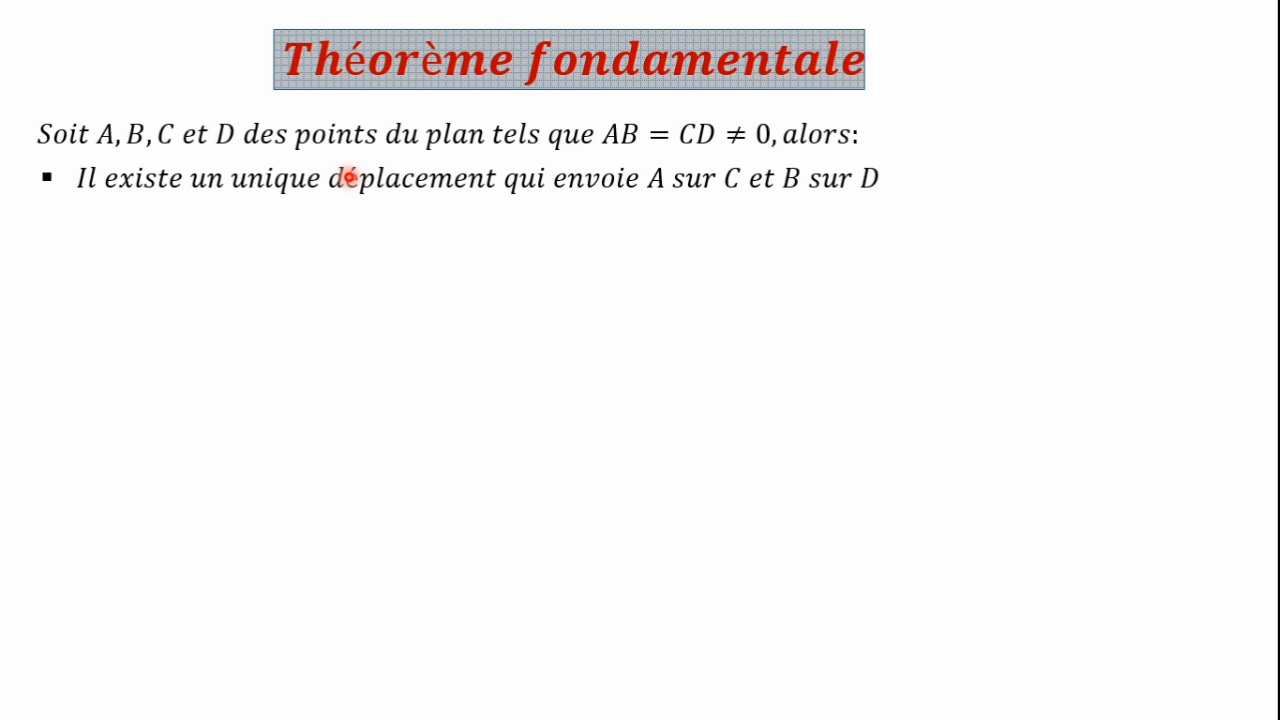 Théorème fondamentale
Soit A, B, C et D des points du plan tels que AB = CD ≠ 0, alors:
▪ Il existe un unique déplacement qui envoie A sur C et B sur D